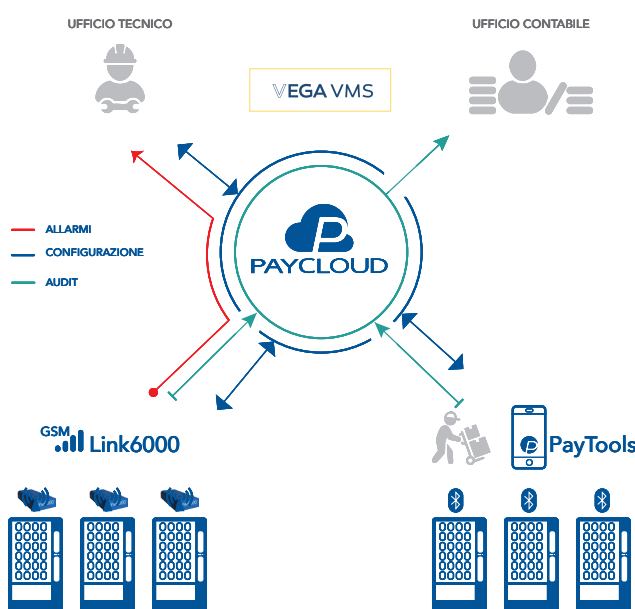 UFFICIO TECNICO
UFFICIO CONTABILE
VEGA VMS
ALLARMI
CONFIGURAZIONE
AUDIT
PAYCLOUD
GSM
Link6000
PayTools